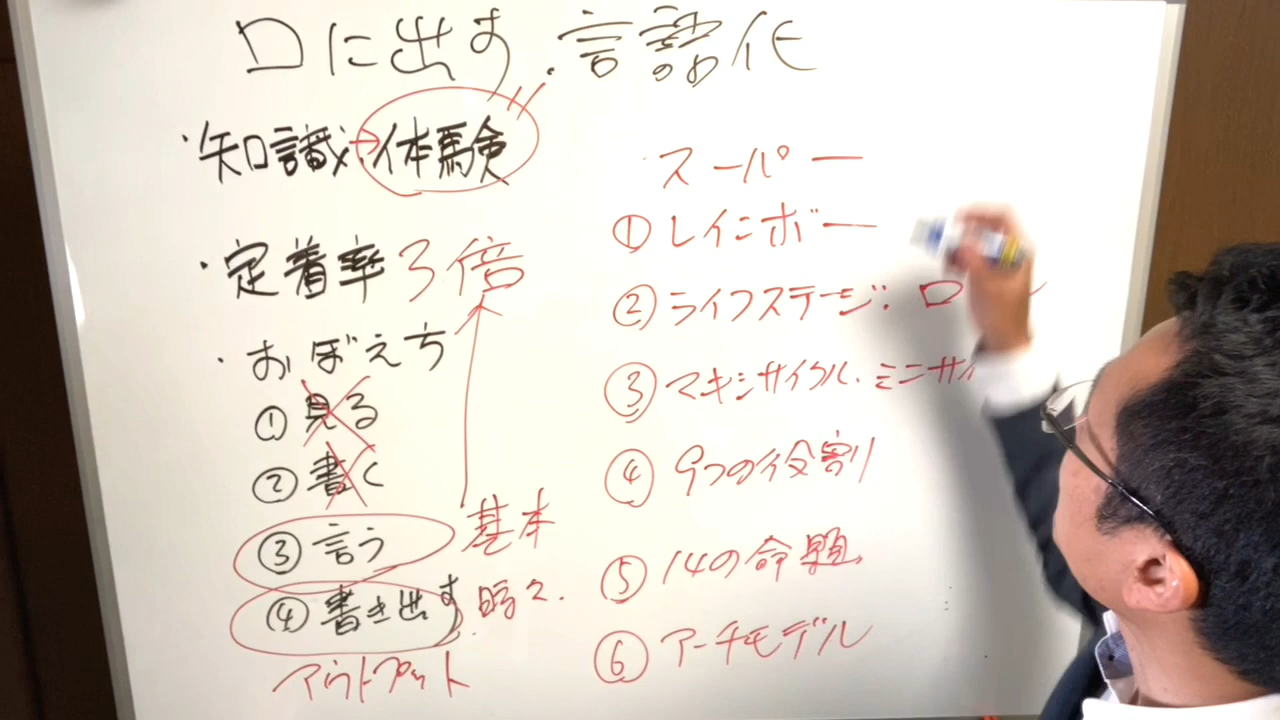 口に出す.言語化
・知識→体験
・定着率3倍
・おぼえ方
①見る
②書く
③言う 基本
④書き出す 時々.
アウトプット
スーパー
①レインボー
②ライフステージ:ロ
③マキシサイクル.ミニサイ
④9つの役割
⑤14の命題
⑥アーチモデル